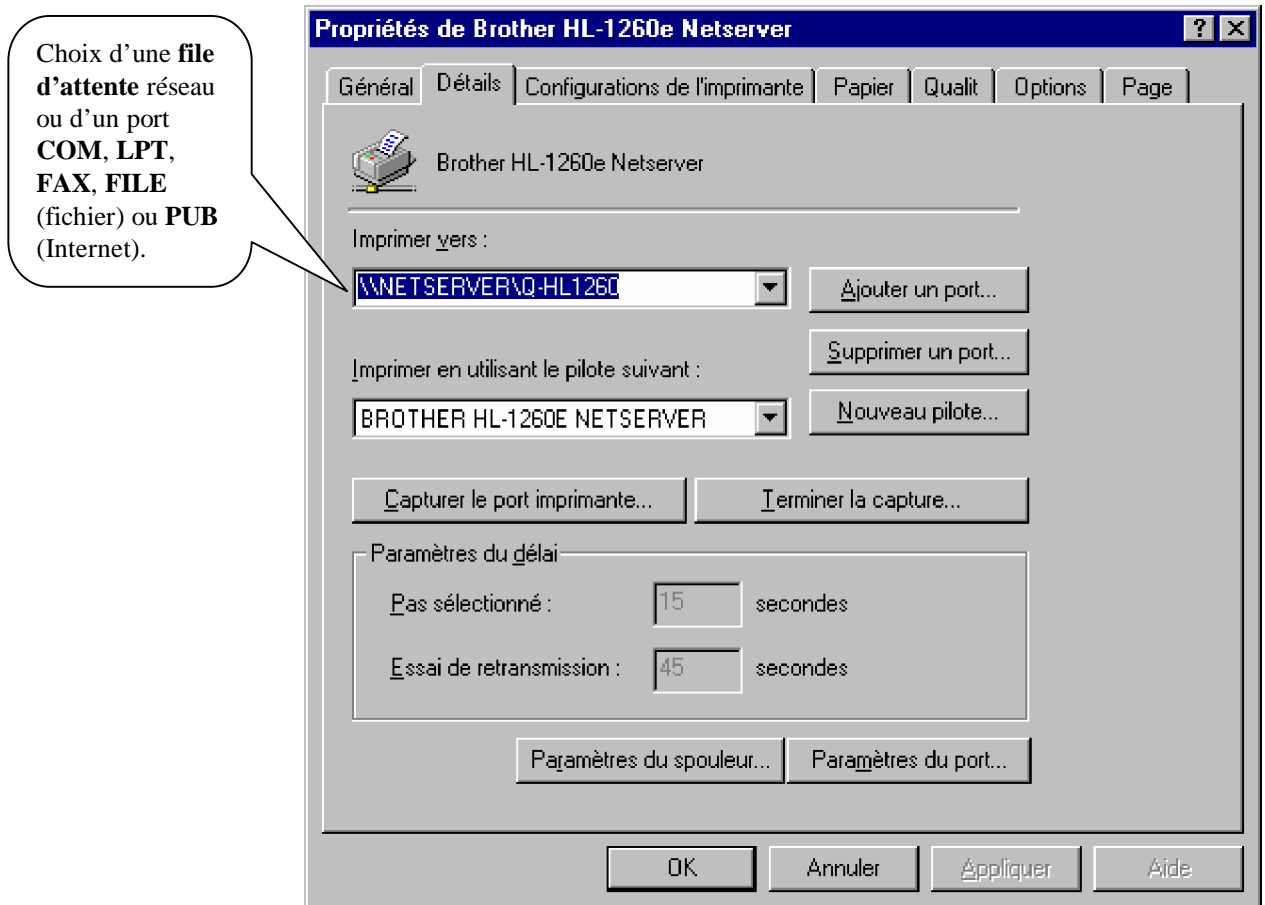 Choix d'une file
d'attente réseau
ou d'un port
COM, LPT,
FAX, FILE
(fichier) ou PUB
(Internet).
Propriétés de Brother HL-1260e Netserver
Général Détails Configurations de l'imprimante Papier Qualit Options Page
Brother HL-1260e Netserver
Imprimer vers :
\\NETSERVER\Q-HL1260
Ajouter un port...
Supprimer un port...
Imprimer en utilisant le pilote suivant :
BROTHER HL-1260E NETSERVER
Nouveau pilote...
Capturer le port imprimante... Terminer la capture...
Paramètres du délai
Pas sélectionné : 15 secondes
Essai de retransmission : 45 secondes
Paramètres du spouleur... Paramètres du port...
OK Annuler Appliquer Aide